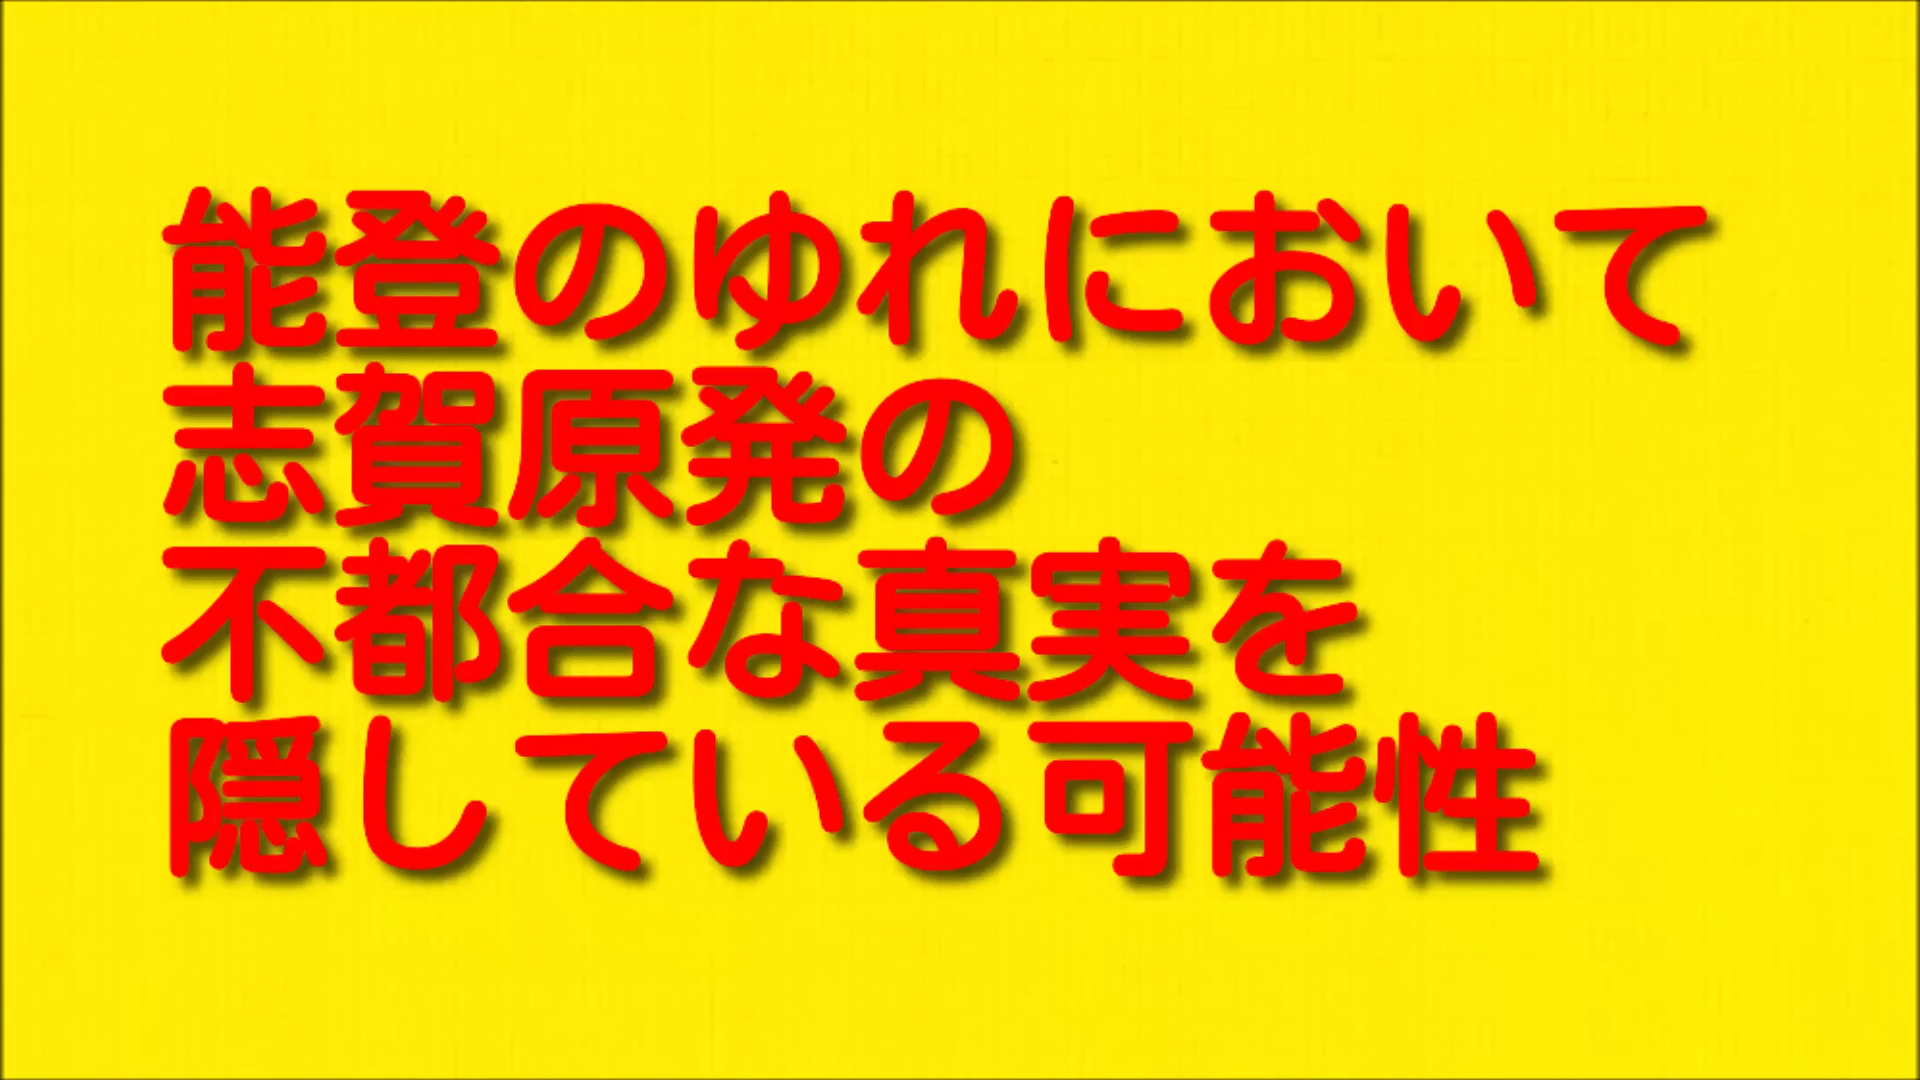 能登のゆれにおいて
志賀原発の
不都合な真実を
隠している可能性